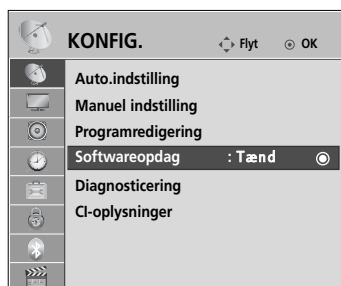 KONFIG. Flyt OK
Auto.indstilling
Manuel indstilling
Programredigering
Softwareopdag : Tænd
Diagnosticering
CI-oplysninger